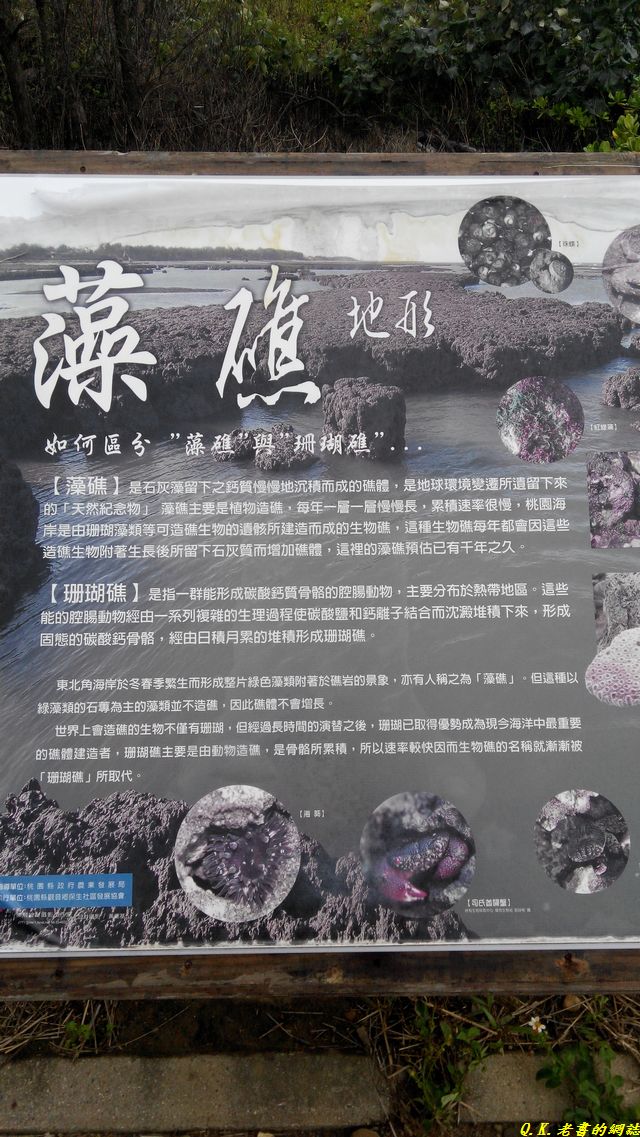 【珠螺】
藻礁地形
如何區分 "藻礁"與"珊瑚礁"...
【紅綠藻】
【藻礁】是石灰藻留下之鈣質慢慢地沉積而成的礁體，是地球環境變遷所遺留下來
的「天然紀念物」 藻礁主要是植物造礁，每年一層一層慢慢長，累積速率很慢，桃園海
岸是由珊瑚藻類等可造礁生物的遺骸所建造而成的生物礁，這種生物礁每年都會因這些
造礁生物附著生長後所留下石灰質而增加礁體，這裡的藻礁預估已有千年之久。
【珊瑚礁】是指一群能形成碳酸鈣質骨骼的腔腸動物，主要分布於熱帶地區。這些
能的腔腸動物經由一系列複雜的生理過程使碳酸鹽和鈣離子結合而沈澱堆積下來，形成
固態的碳酸鈣骨骼，經由日積月累的堆積形成珊瑚礁。
東北角海岸於冬春季繁生而形成整片綠色藻類附著於礁岩的景象，亦有人稱之為「藻礁」。但這種以
綠藻類的石蓴為主的藻類並不造礁，因此礁體不會增長。
世界上會造礁的生物不僅有珊瑚，但經過長時間的演替之後，珊瑚已取得優勢成為現今海洋中最重要
的礁體建造者，珊瑚礁主要是由動物造礁，是骨骼所累積，所以速率較快因而生物礁的名稱就漸漸被
「珊瑚礁」所取代。
【海葵】
【司氏酋婦蟹】
導單位:桃園縣政府農業發展局
行單位:桃園縣觀音鄉保生社區發展協會
Q.K.老書的網誌